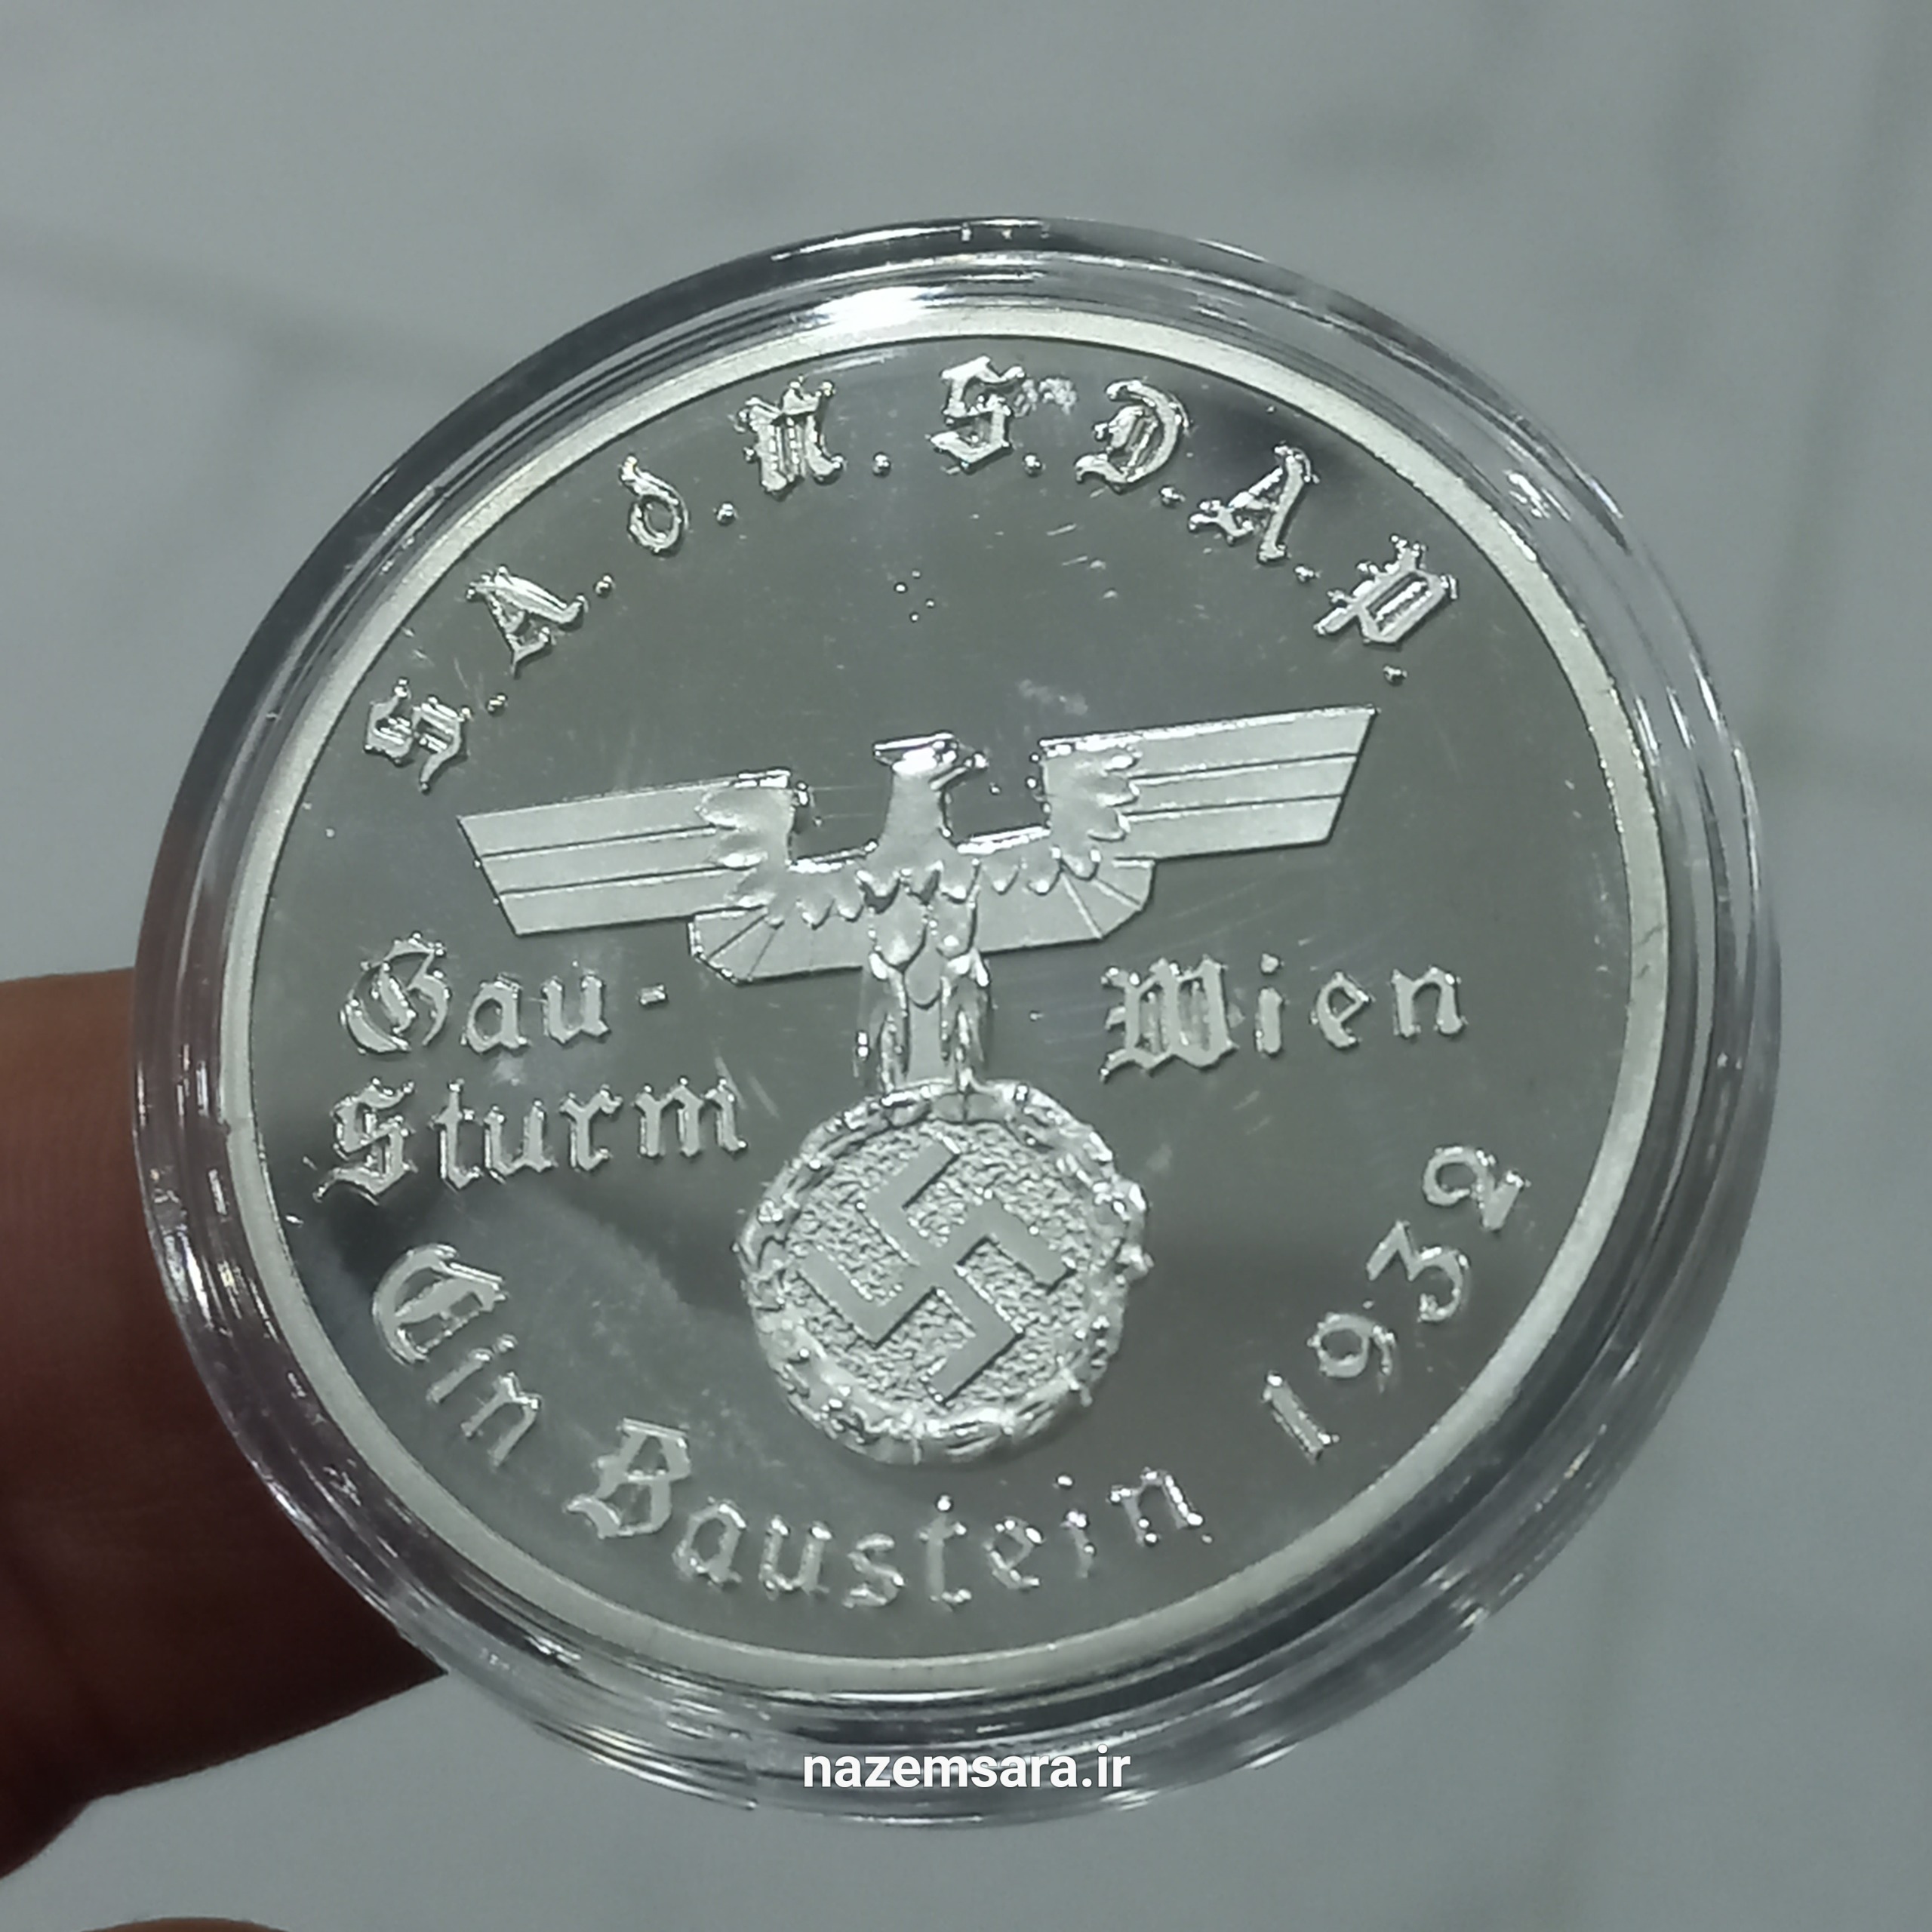 S.A. d. N.S.D.A.P.
Gau- Wien
Sturm
Ein Baustein 1932
nazemsara.ir